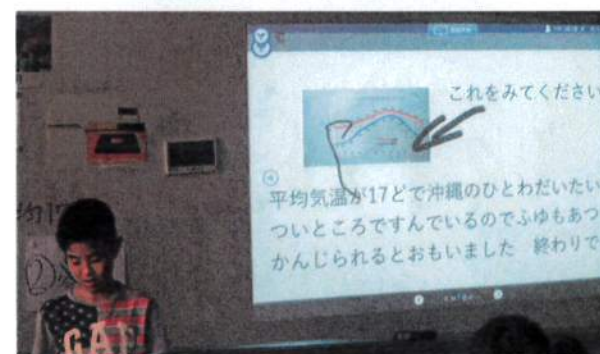 これをみてください
平均気温が17どで沖縄のひとわだいたい
ついところですんでいるのでふゆもあつ
かんじられるとおもいました 終わりで
②
GAP